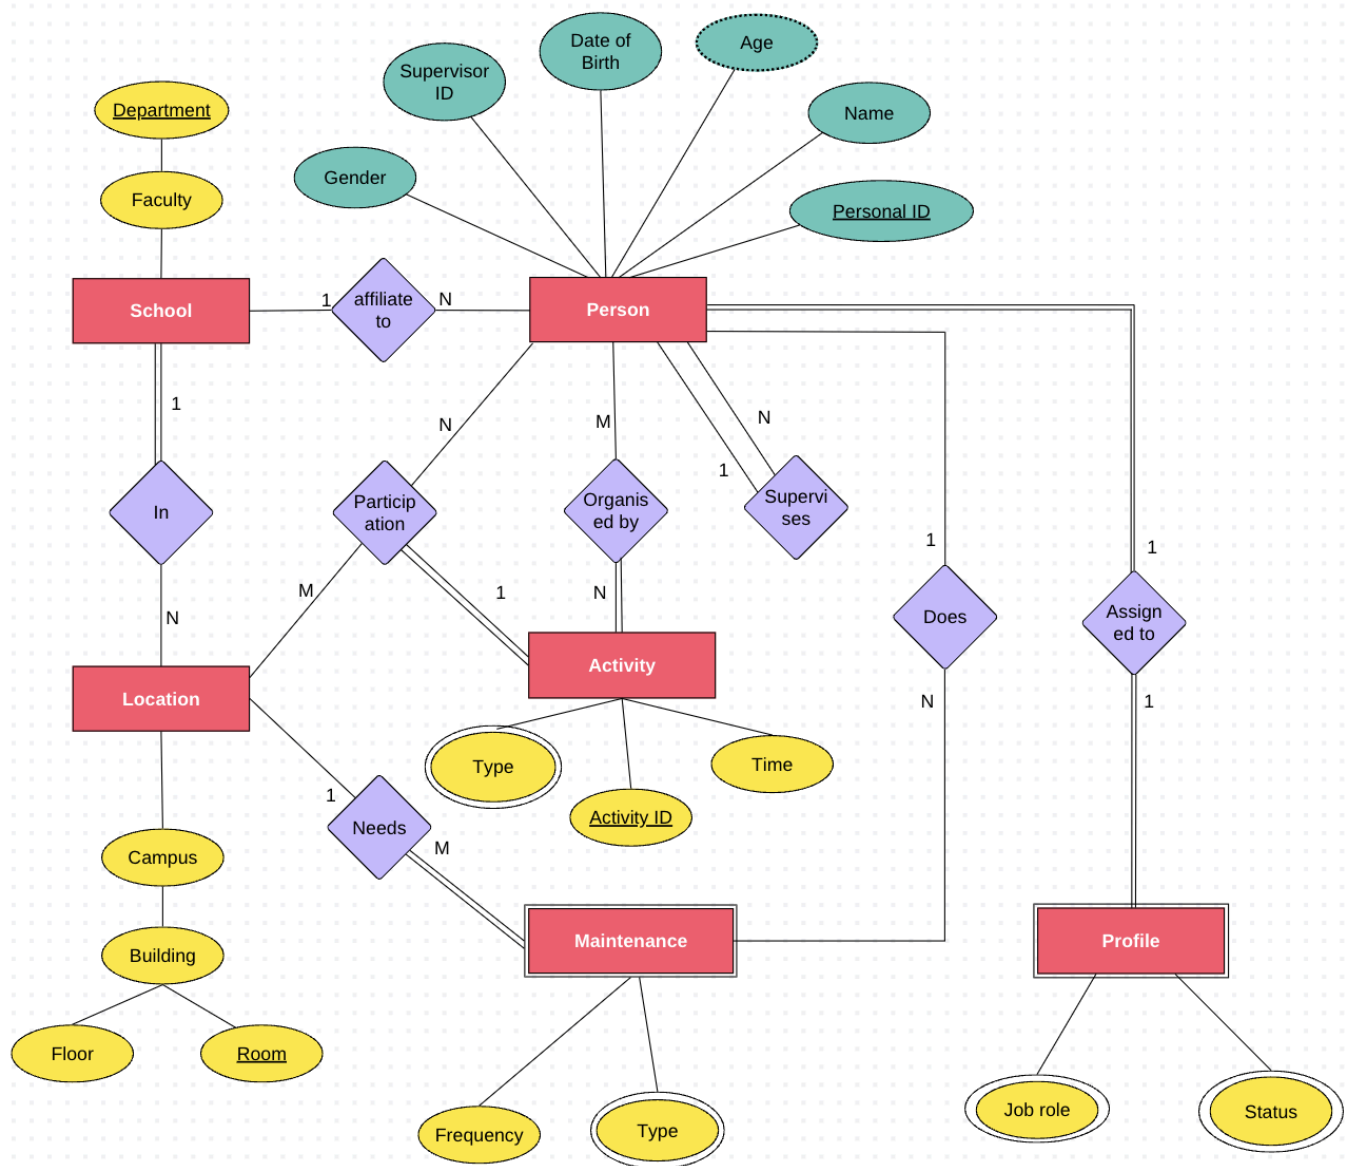 Date of
Birth
Age
Supervisor
ID
Department
Name
Gender
Faculty
Personal ID
School
1
affiliate
to
N
Person
1
N
M
N
1
In
Particip
ation
Organis
ed by
Supervi
ses
1
1
M
1
N
N
Does
Assign
ed to
Location
Activity
N
1
Type
Time
1
Activity ID
Needs
M
Campus
Building
Maintenance
Profile
Floor
Room
Frequency
Type
Job role
Status